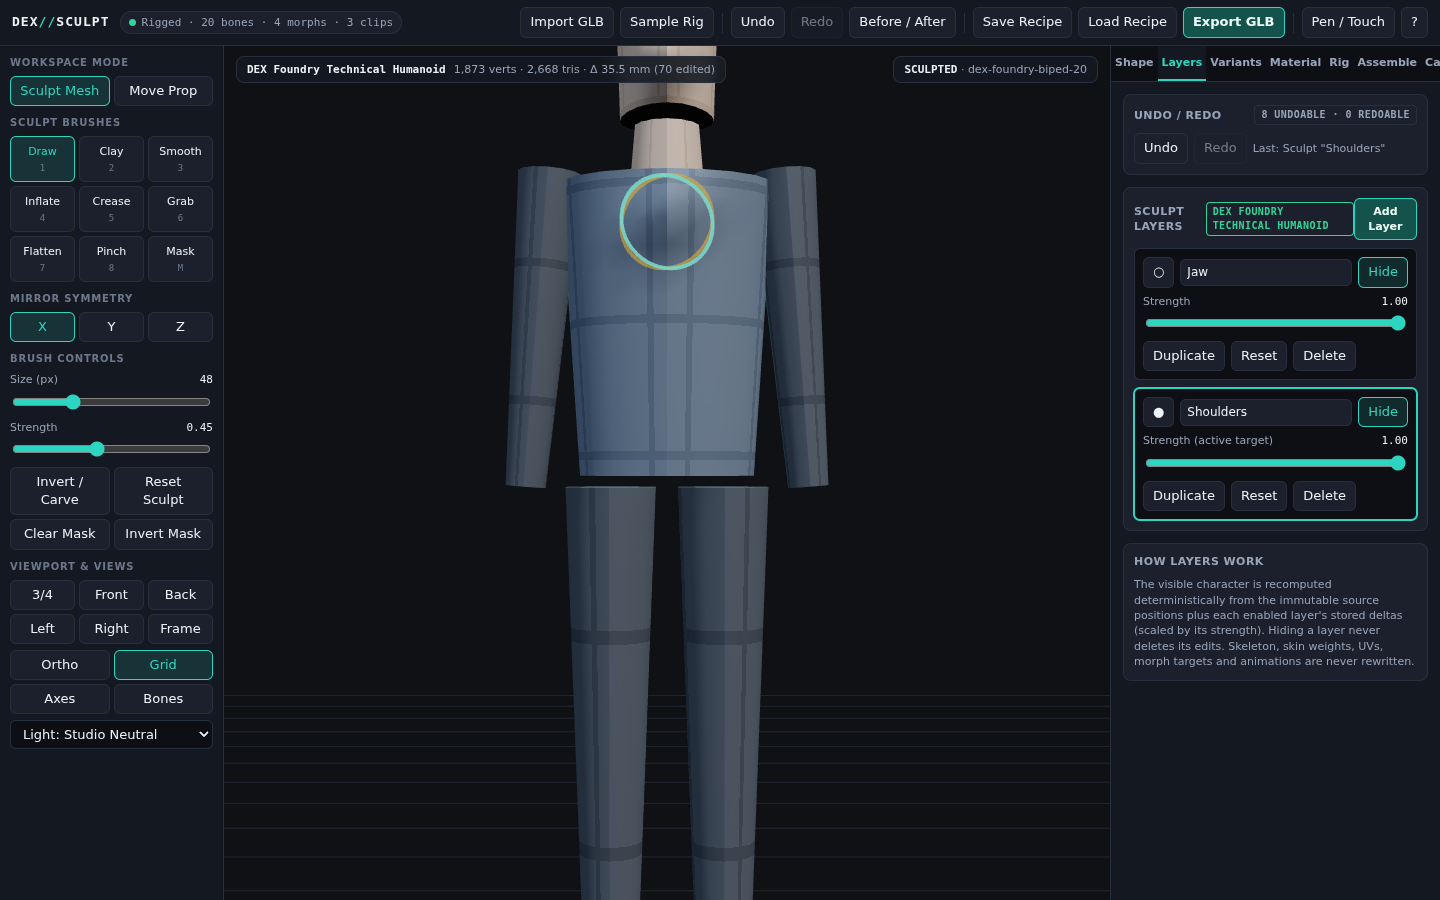 DEX//SCULPT
Rigged · 20 bones · 4 morphs · 3 clips
Import GLB
Sample Rig
Undo
Redo
Before / After
Save Recipe
Load Recipe
Export GLB
Pen / Touch
?
WORKSPACE MODE
Sculpt Mesh
Move Prop
SCULPT BRUSHES
Draw
1
Clay
2
Smooth
3
Inflate
4
Crease
5
Grab
6
Flatten
7
Pinch
8
Mask
M
MIRROR SYMMETRY
X
Y
Z
BRUSH CONTROLS
Size (px) 48
Strength 0.45
Invert /
Carve
Reset
Sculpt
Clear Mask
Invert Mask
VIEWPORT & VIEWS
3/4
Front
Back
Left
Right
Frame
Ortho
Grid
Axes
Bones
Light: Studio Neutral
DEX Foundry Technical Humanoid 1,873 verts · 2,668 tris · Δ 35.5 mm (70 edited)
SCULPTED · dex-foundry-biped-20
Shape
Layers
Variants
Material
Rig
Assemble
Ca
UNDO / REDO
8 UNDOABLE · 0 REDOABLE
Undo
Redo
Last: Sculpt "Shoulders"
SCULPT
LAYERS
DEX FOUNDRY
TECHNICAL HUMANOID
Add
Layer
Jaw
Hide
Strength 1.00
Duplicate
Reset
Delete
Shoulders
Hide
Strength (active target) 1.00
Duplicate
Reset
Delete
HOW LAYERS WORK
The visible character is recomputed
deterministically from the immutable source
positions plus each enabled layer's stored deltas
(scaled by its strength). Hiding a layer never
deletes its edits. Skeleton, skin weights, UVs,
morph targets and animations are never rewritten.